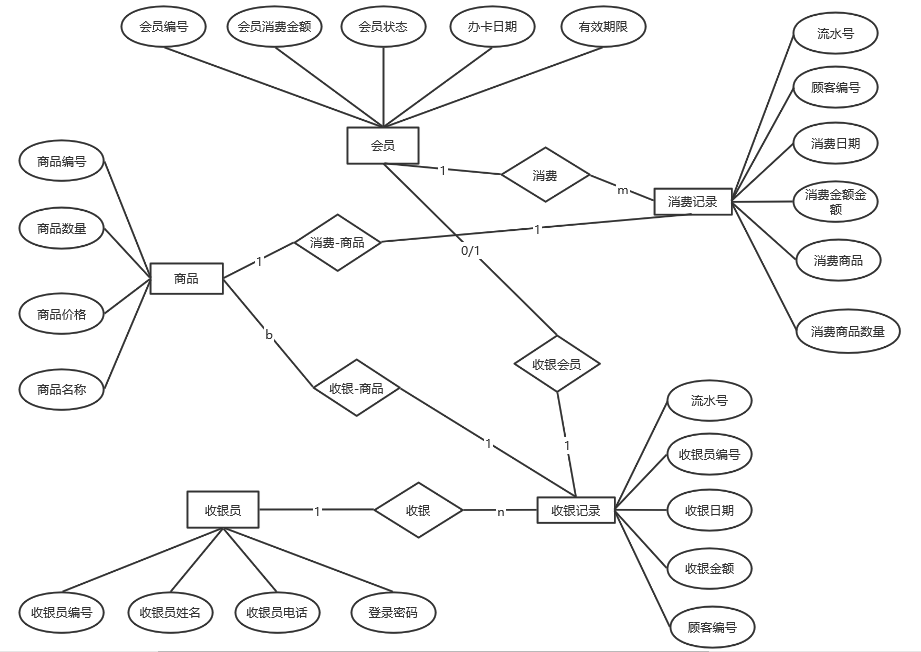 会员编号
会员消费金额
会员状态
办卡日期
有效期限
流水号
顾客编号
消费日期
消费金额金
额
消费商品
消费商品数量
会员
1
消费
m
消费记录
商品编号
商品数量
商品价格
商品名称
商品
1
消费-商品
1
0/1
b
收银-商品
1
收银会员
1
收银员
1
收银
n
收银记录
流水号
收银员编号
收银日期
收银金额
顾客编号
收银员编号
收银员姓名
收银员电话
登录密码